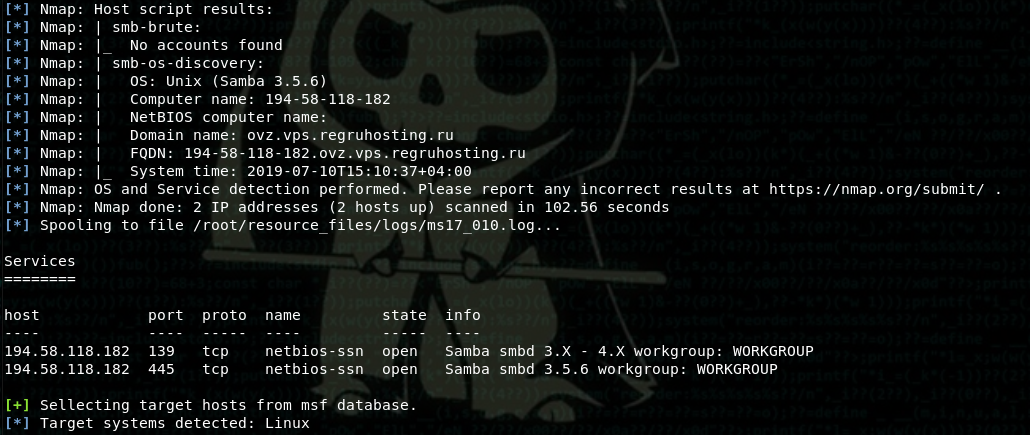 [*] Nmap: Host script results:
[*] Nmap: | smb-brute:
[*] Nmap: |_  No accounts found
[*] Nmap: | smb-os-discovery:
[*] Nmap: |   OS: Unix (Samba 3.5.6)
[*] Nmap: |   Computer name: 194-58-118-182
[*] Nmap: |   NetBIOS computer name:
[*] Nmap: |   Domain name: ovz.vps.regruhosting.ru
[*] Nmap: |   FQDN: 194-58-118-182.ovz.vps.regruhosting.ru
[*] Nmap: |_  System time: 2019-07-10T15:10:37+04:00
[*] Nmap: OS and Service detection performed. Please report any incorrect results at https://nmap.org/submit/ .
[*] Nmap: Nmap done: 2 IP addresses (2 hosts up) scanned in 102.56 seconds
[*] Spooling to file /root/resource_files/logs/ms17_010.log...
Services
========
host            port  proto  name         state  info
----            ----  -----  ----         -----  ----
194.58.118.182  139   tcp    netbios-ssn  open   Samba smbd 3.X - 4.X workgroup: WORKGROUP
194.58.118.182  445   tcp    netbios-ssn  open   Samba smbd 3.5.6 workgroup: WORKGROUP
[+] Sellecting target hosts from msf database.
[*] Target systems detected: Linux